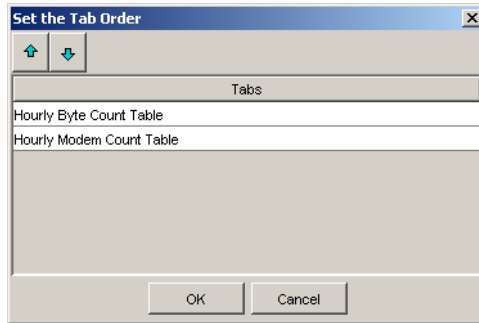 Set the Tab Order
Tabs
Hourly Byte Count Table
Hourly Modem Count Table
OK Cancel